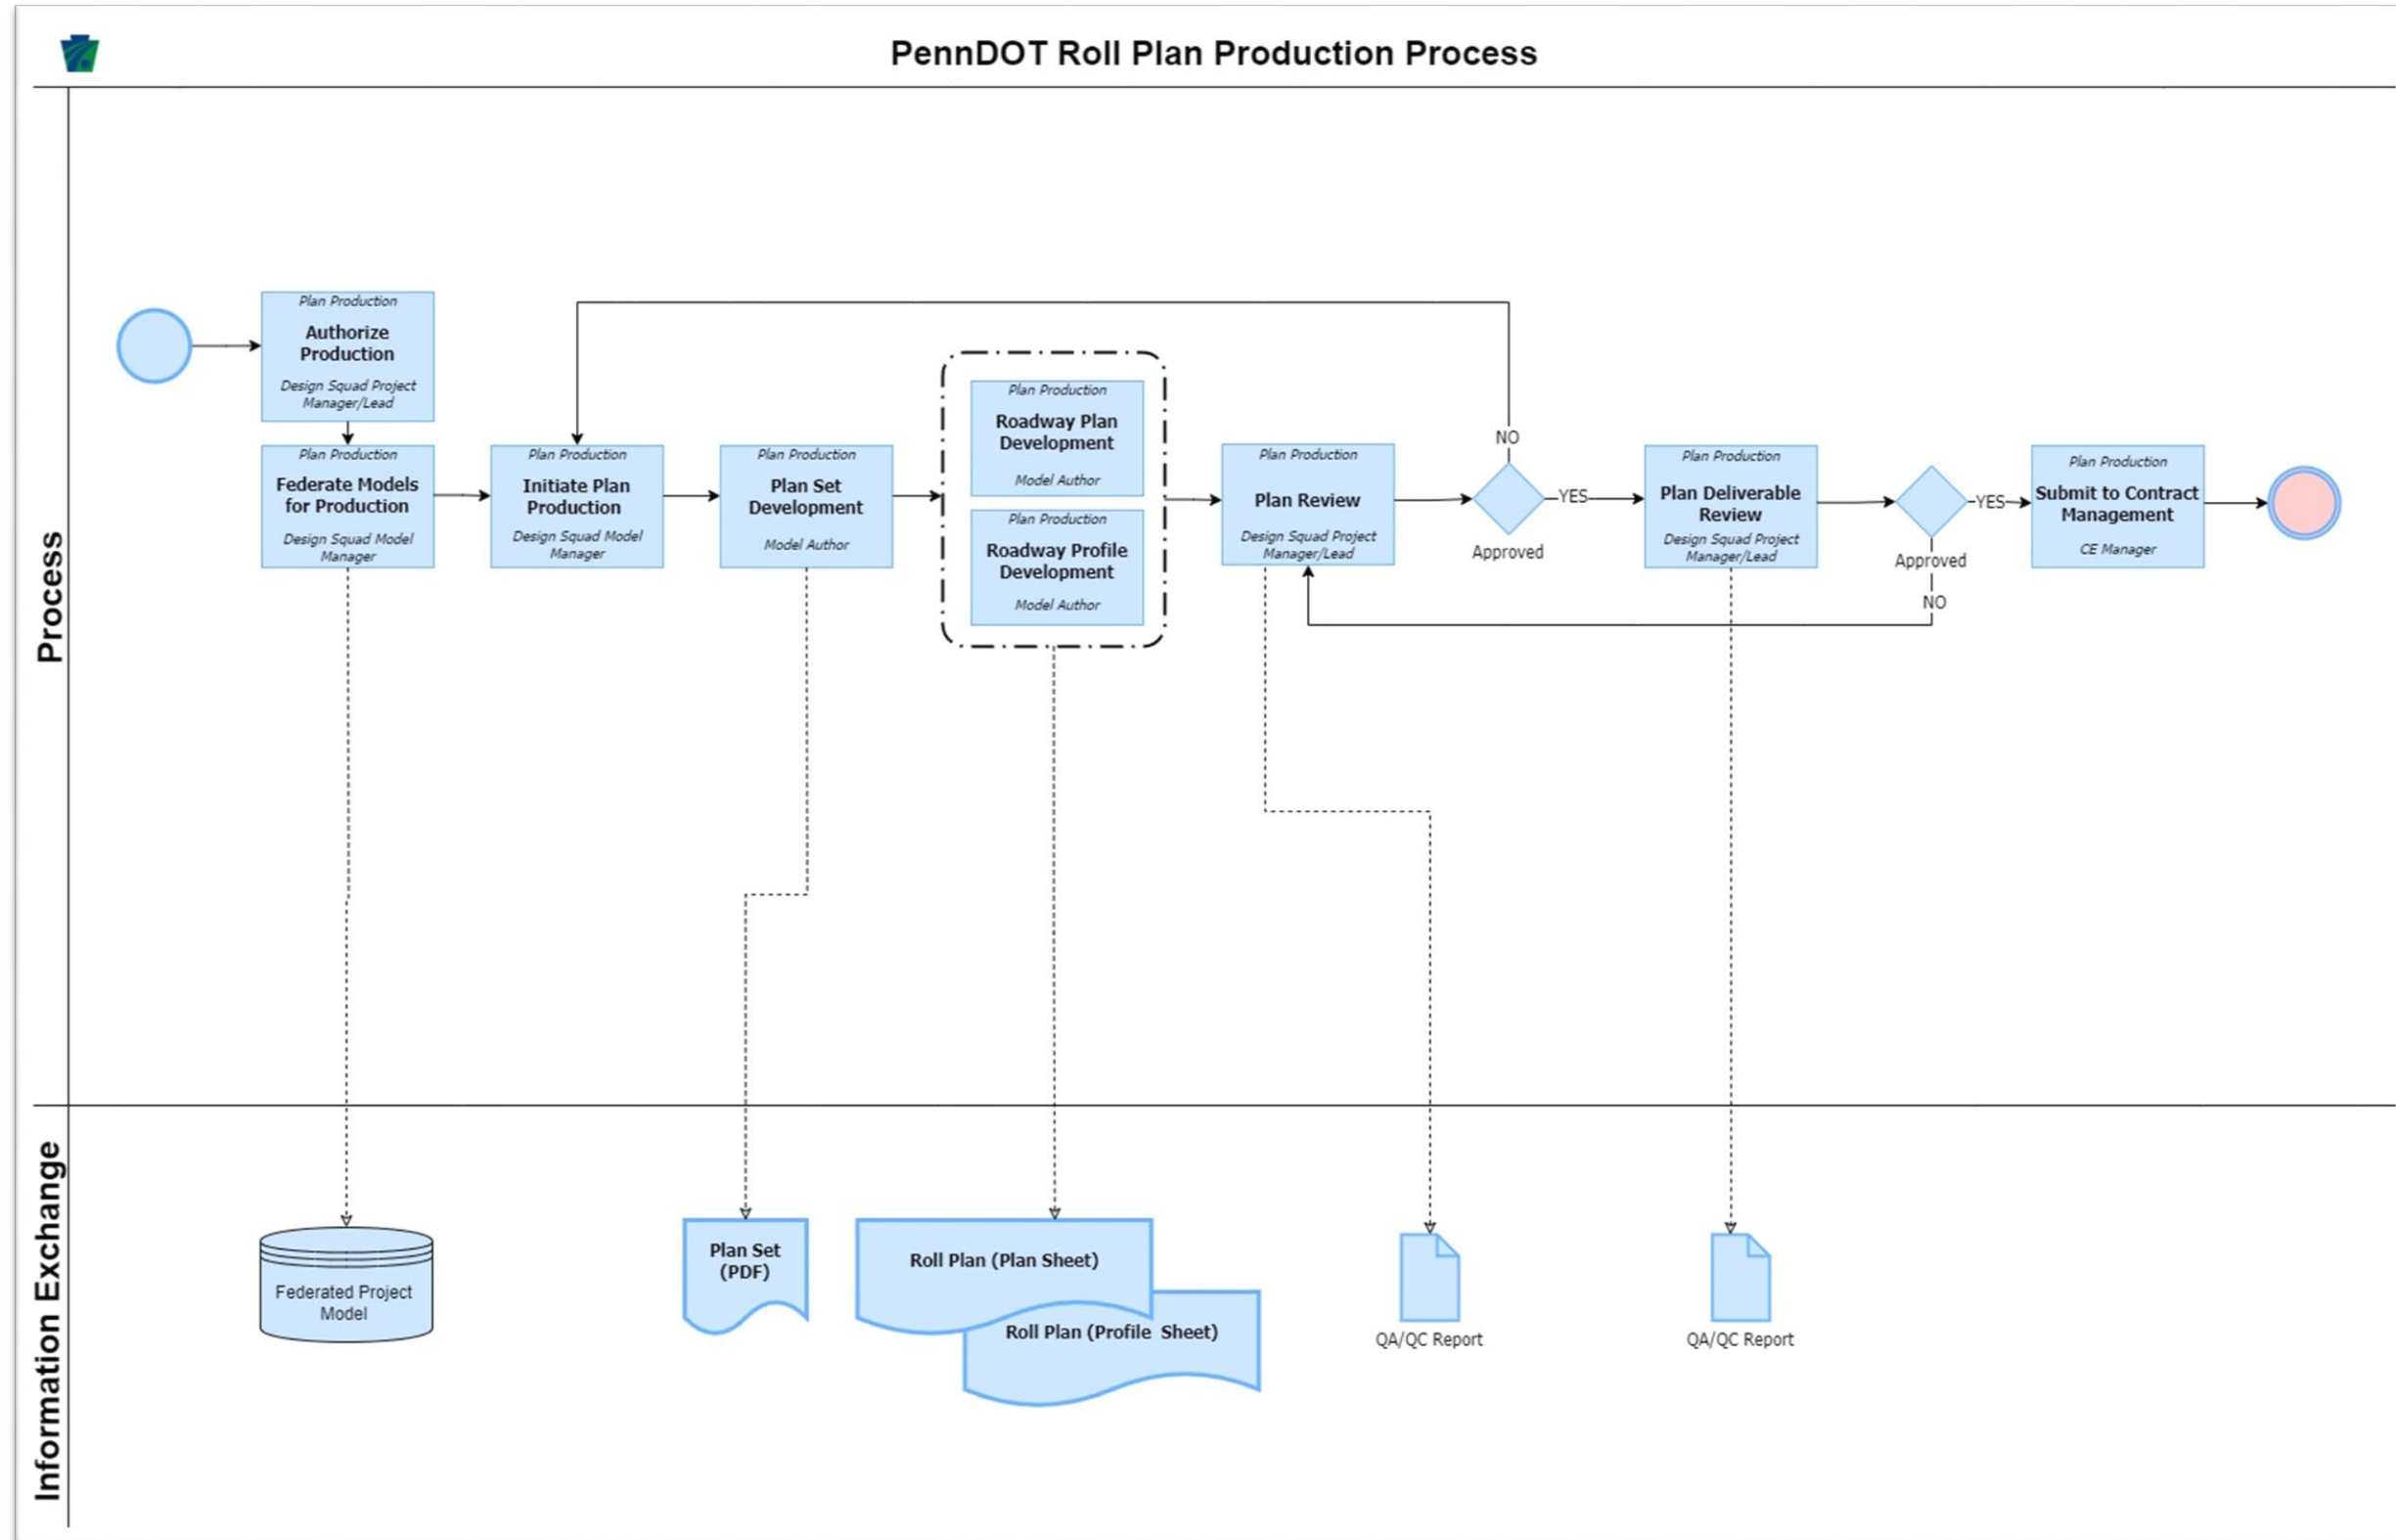 PennDOT Roll Plan Production Process
Process
Plan Production
Authorize
Production
Design Squad Project
Manager/Lead
Plan Production
Federate Models
for Production
Design Squad Model
Manager
Plan Production
Initiate Plan
Production
Design Squad Model
Manager
Plan Production
Plan Set
Development
Model Author
Plan Production
Roadway Plan
Development
Model Author
Plan Production
Roadway Profile
Development
Model Author
Plan Production
Plan Review
Design Squad Project
Manager/Lead
NO
YES
Approved
Plan Production
Plan Deliverable
Review
Design Squad Project
Manager/Lead
YES
Approved
NO
Plan Production
Submit to Contract
Management
CE Manager
Information Exchange
Federated Project
Model
Plan Set
(PDF)
Roll Plan (Plan Sheet)
Roll Plan (Profile  Sheet)
QA/QC Report
QA/QC Report